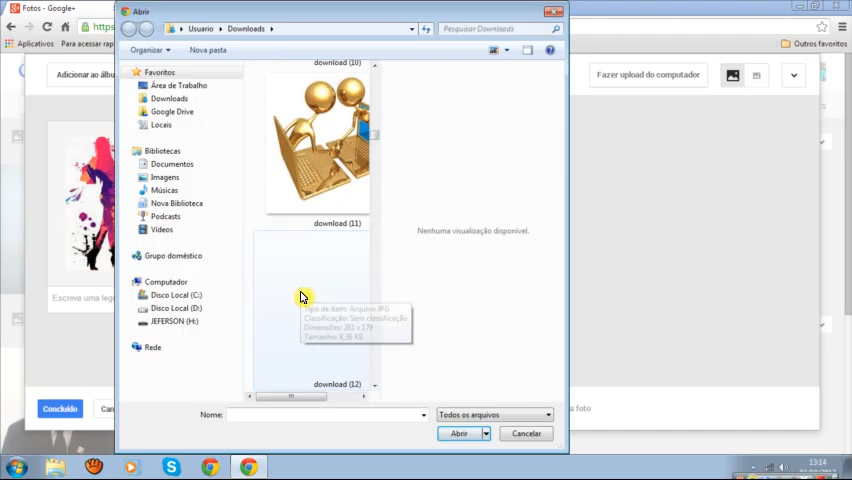 Fotos - Google+
Abrir
https
Usuario ▸ Downloads ▸
Pesquisar Downloads
Aplicativos
Para acessar rap
Outros favoritos
Organizar
Nova pasta
Adicionar ao álbu
Fazer upload do computador
Favoritos
Área de Trabalho
Downloads
Google Drive
Locais
Bibliotecas
Documentos
Imagens
Músicas
Nova Biblioteca
Podcasts
Vídeos
Grupo doméstico
Computador
Disco Local (C:)
Disco Local (D:)
JEFERSON (H:)
Rede
download (10)
download (11)
Nenhuma visualização disponível.
Tipo de item: Arquivo JPG
Classificação: Sem classificação
Dimensões: 281 x 179
Tamanho: 8,36 KB
download (12)
Escreva uma lege
Concluído
Can
a foto
Nome:
Todos os arquivos
Abrir
Cancelar
13:14